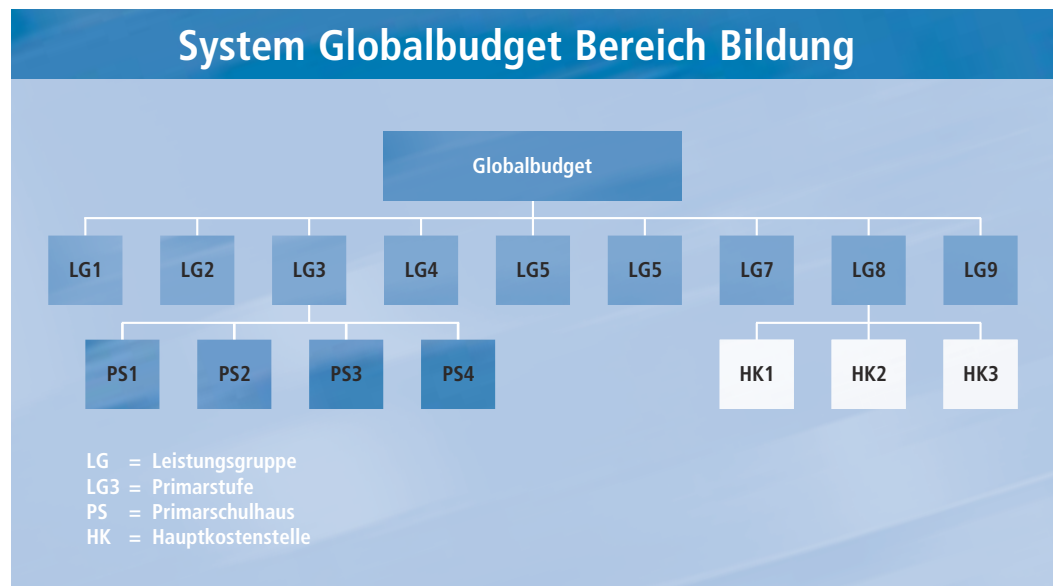 System Globalbudget Bereich Bildung
Globalbudget
LG1 LG2 LG3 LG4 LG5 LG5 LG7 LG8 LG9
PS1 PS2 PS3 PS4 HK1 HK2 HK3
LG = Leistungsgruppe
LG3 = Primarstufe
PS = Primarschulhaus
HK = Hauptkostenstelle